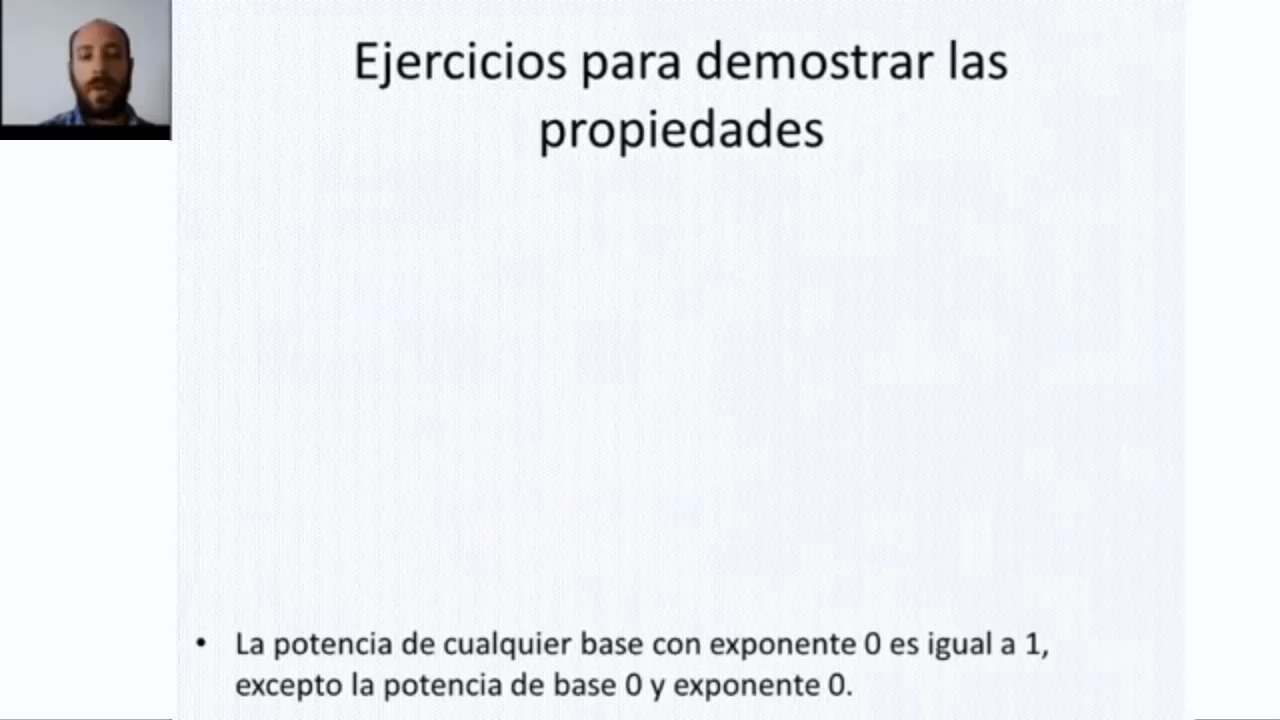 Ejercicios para demostrar las
propiedades
• La potencia de cualquier base con exponente 0 es igual a 1,
excepto la potencia de base 0 y exponente 0.